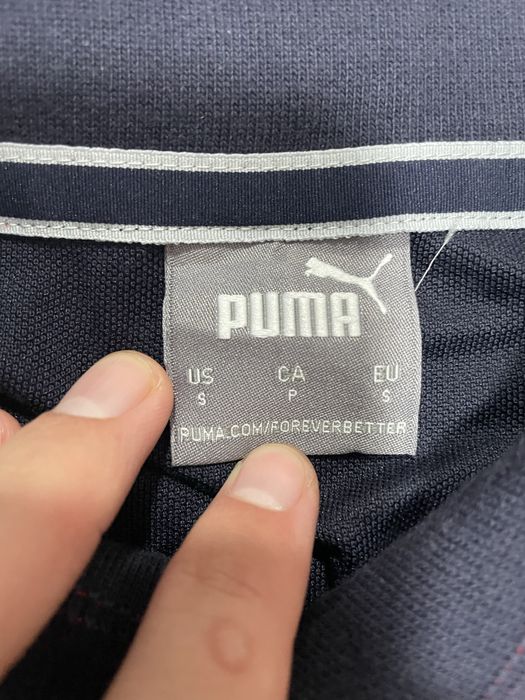 PUMA
US CA EU
S P S
PUMA.COM/FOREVERBETTER